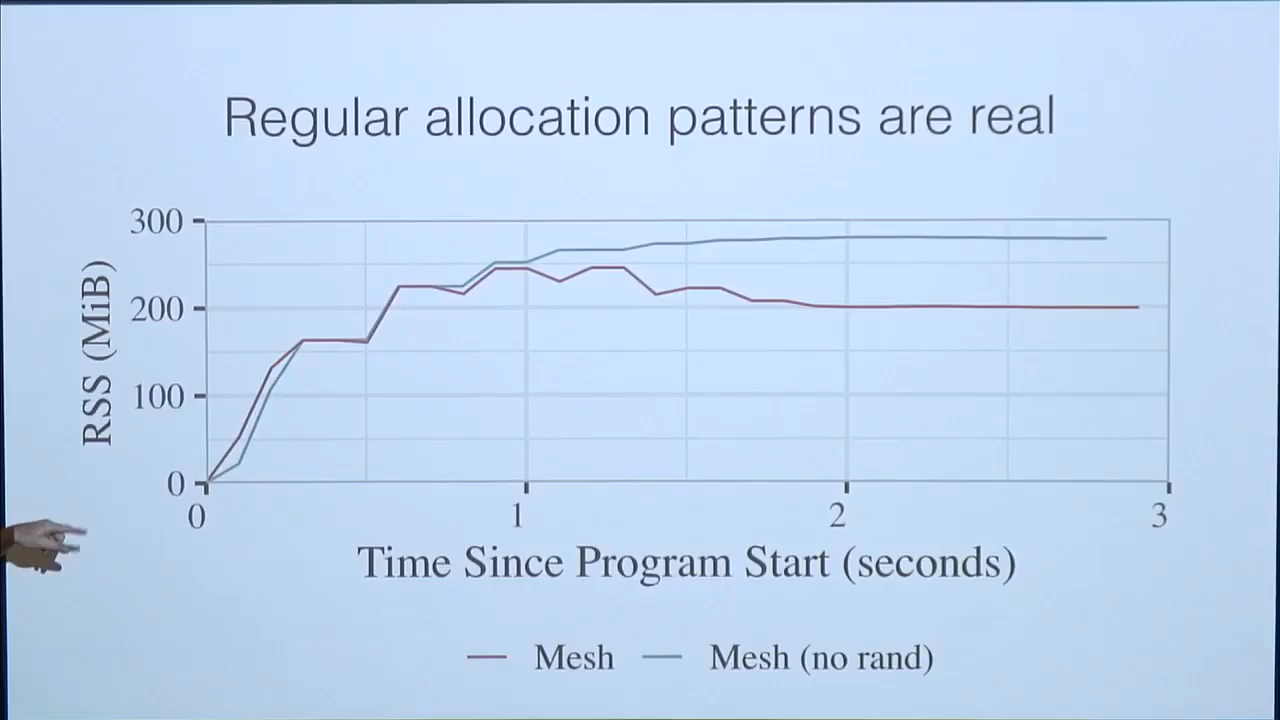 Regular allocation patterns are real
300
200
100
0
RSS (MiB)
0 1 2 3
Time Since Program Start (seconds)
Mesh Mesh (no rand)